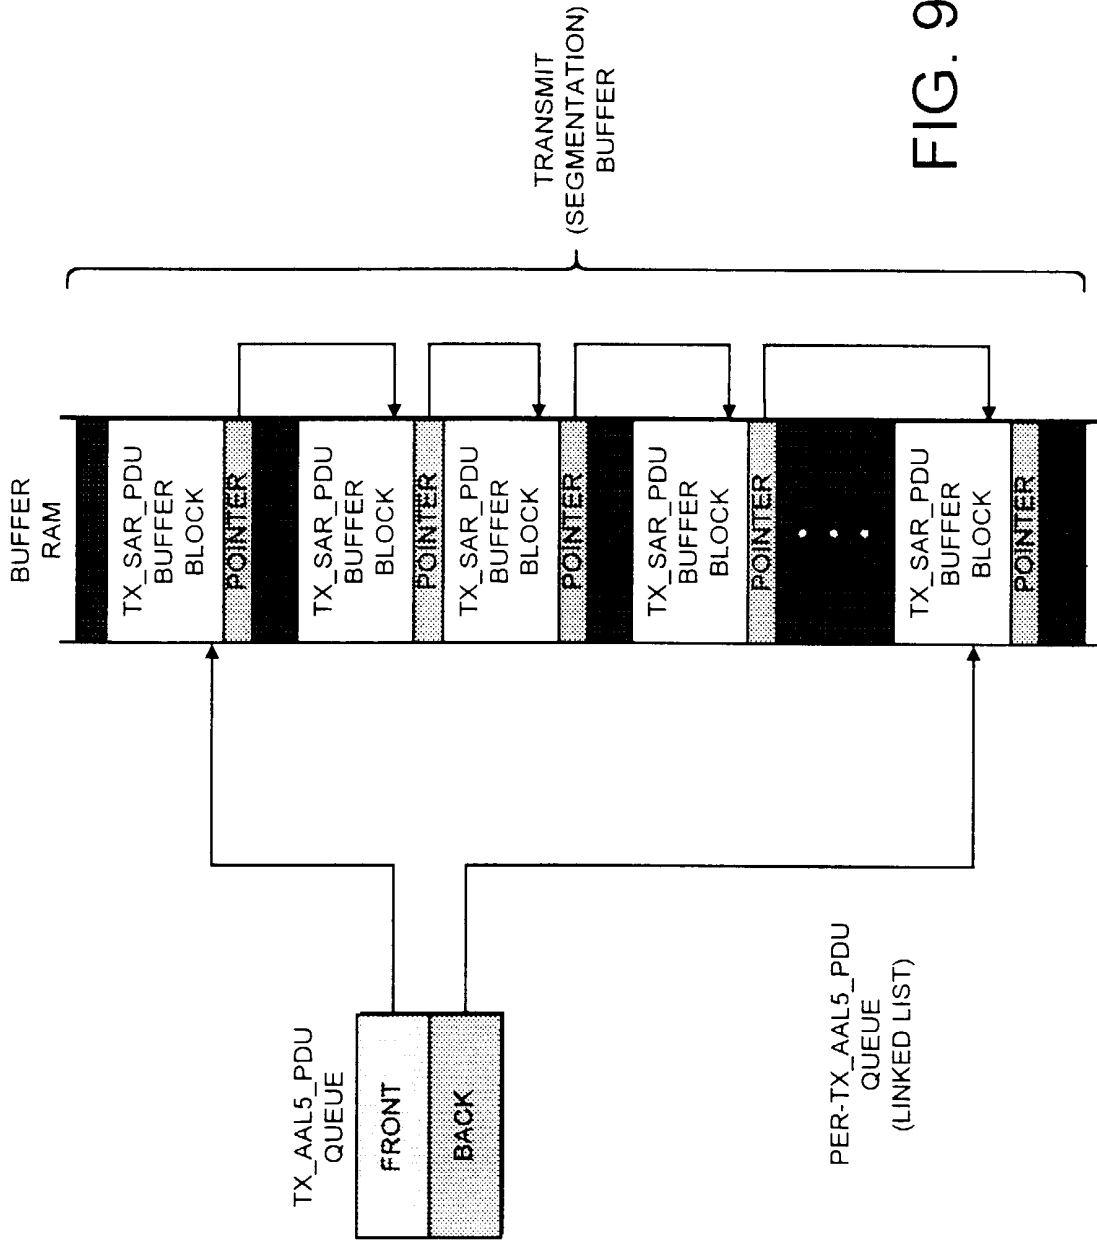 BUFFER
RAM
TX_SAR_PDU
BUFFER
BLOCK
POINTER
TX_SAR_PDU
BUFFER
BLOCK
POINTER
TX_SAR_PDU
BUFFER
BLOCK
POINTER
TX_SAR_PDU
BUFFER
BLOCK
POINTER
TX_SAR_PDU
BUFFER
BLOCK
POINTER
TRANSMIT
(SEGMENTATION)
BUFFER
TX_AAL5_PDU
QUEUE
FRONT
BACK
PER-TX_AAL5_PDU
QUEUE
(LINKED LIST)
FIG. 9